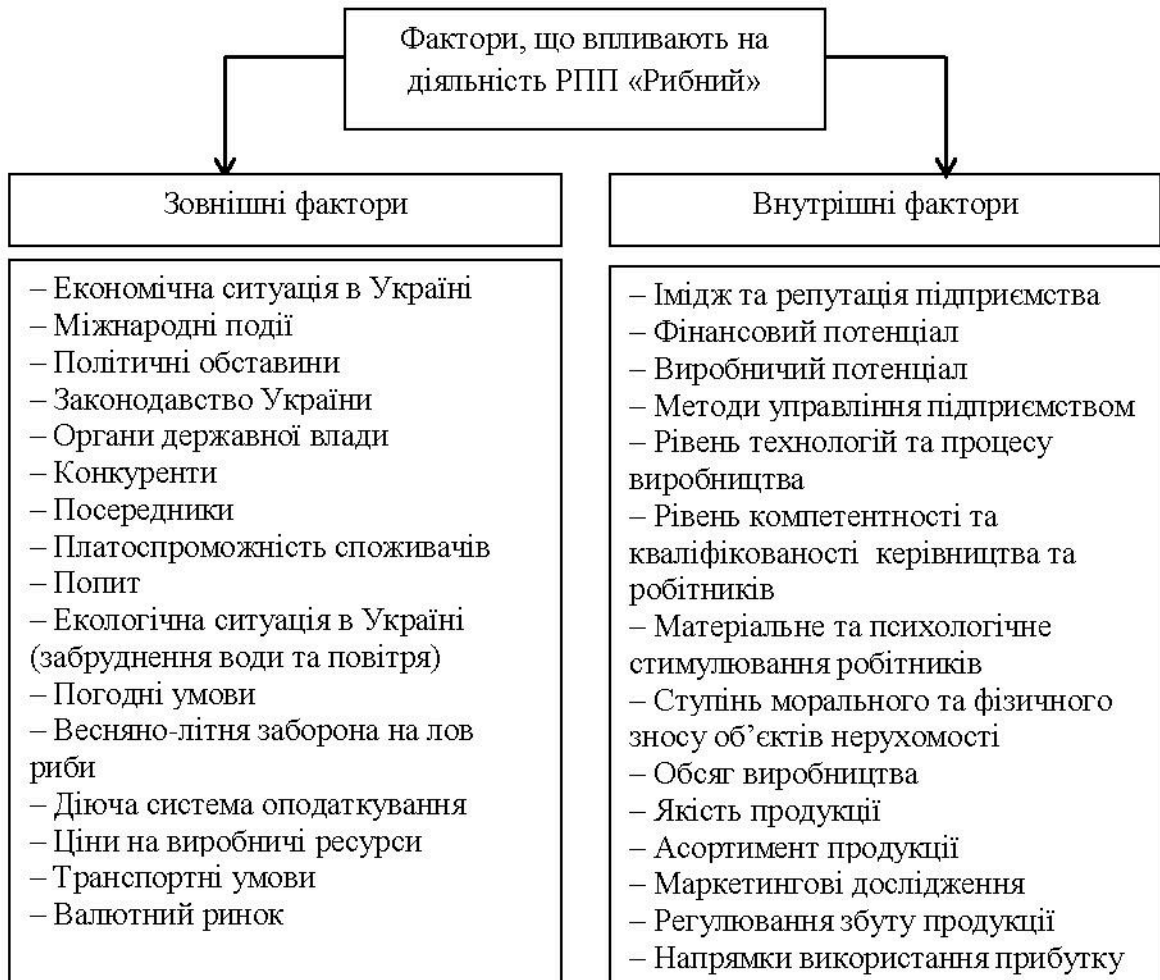 Фактори, що впливають на
діяльність РПП «Рибний»
Зовнішні фактори
– Економічна ситуація в Україні
– Міжнародні події
– Політичні обставини
– Законодавство України
– Органи державної влади
– Конкуренти
– Посередники
– Платоспроможність споживачів
– Попит
– Екологічна ситуація в Україні
(забруднення води та повітря)
– Погодні умови
– Весняно-літня заборона на лов
риби
– Діюча система оподаткування
– Ціни на виробничі ресурси
– Транспортні умови
– Валютний ринок
Внутрішні фактори
– Імідж та репутація підприємства
– Фінансовий потенціал
– Виробничий потенціал
– Методи управління підприємством
– Рівень технологій та процесу
виробництва
– Рівень компетентності та
кваліфікованості керівництва та
робітників
– Матеріальне та психологічне
стимулювання робітників
– Ступінь морального та фізичного
зносу об’єктів нерухомості
– Обсяг виробництва
– Якість продукції
– Асортимент продукції
– Маркетингові дослідження
– Регулювання збуту продукції
– Напрямки використання прибутку